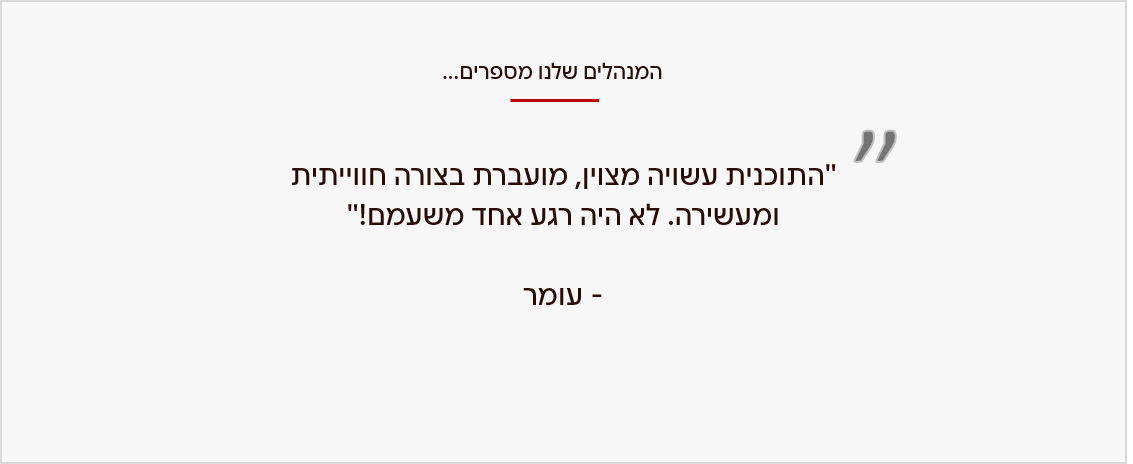 המנהלים שלנו מספרים...
"התוכנית עשויה מצוין, מועברת בצורה חווייתית
ומעשירה. לא היה רגע אחד משעמם!"
- עומר